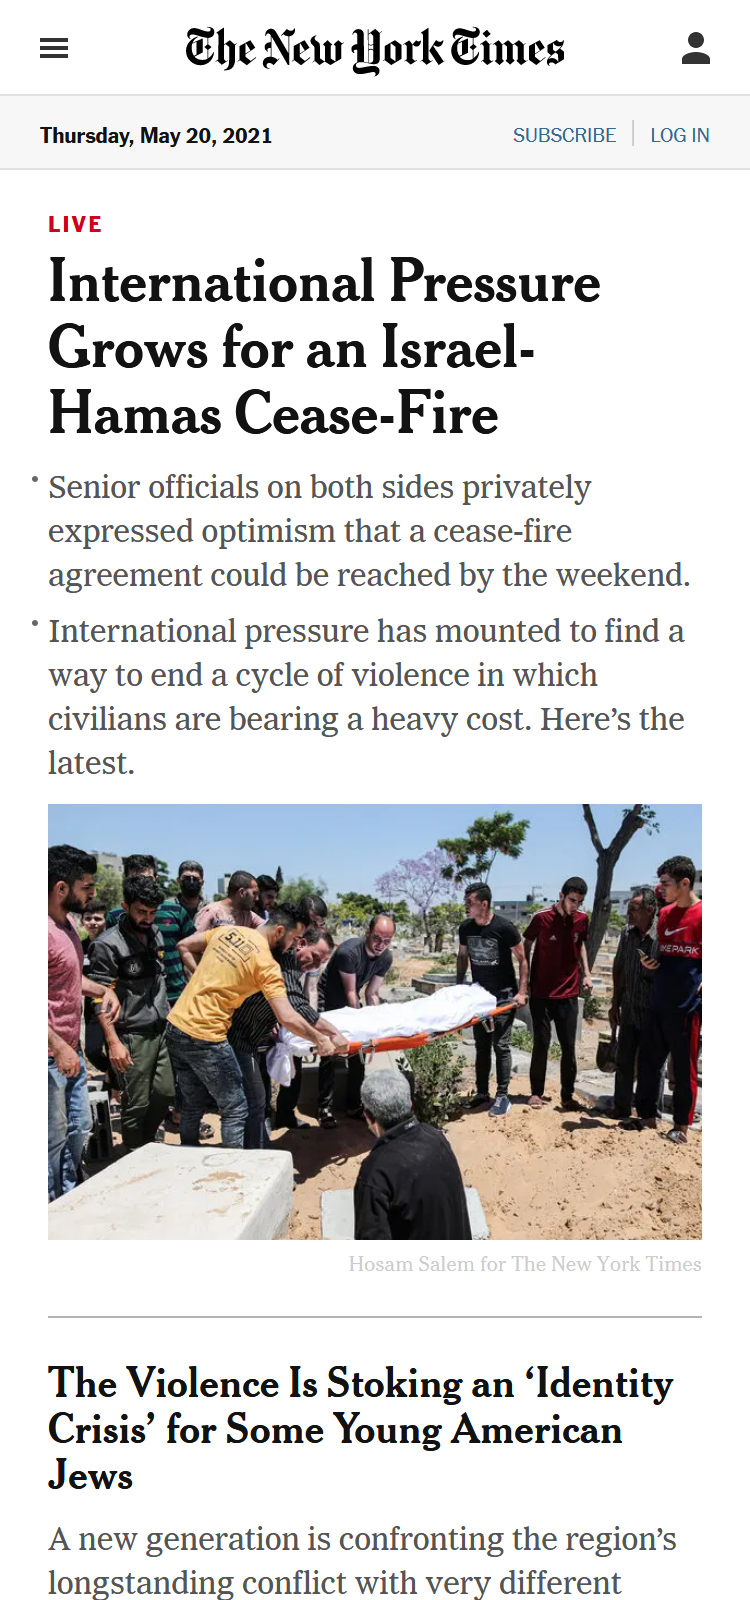 The New York Times
Thursday, May 20, 2021
SUBSCRIBE
LOG IN
LIVE
International Pressure
Grows for an Israel-
Hamas Cease-Fire
• Senior officials on both sides privately
expressed optimism that a cease-fire
agreement could be reached by the weekend.
• International pressure has mounted to find a
way to end a cycle of violence in which
civilians are bearing a heavy cost. Here’s the
latest.
5.11
Hosam Salem for The New York Times
The Violence Is Stoking an ‘Identity
Crisis’ for Some Young American
Jews
A new generation is confronting the region’s
longstanding conflict with very different